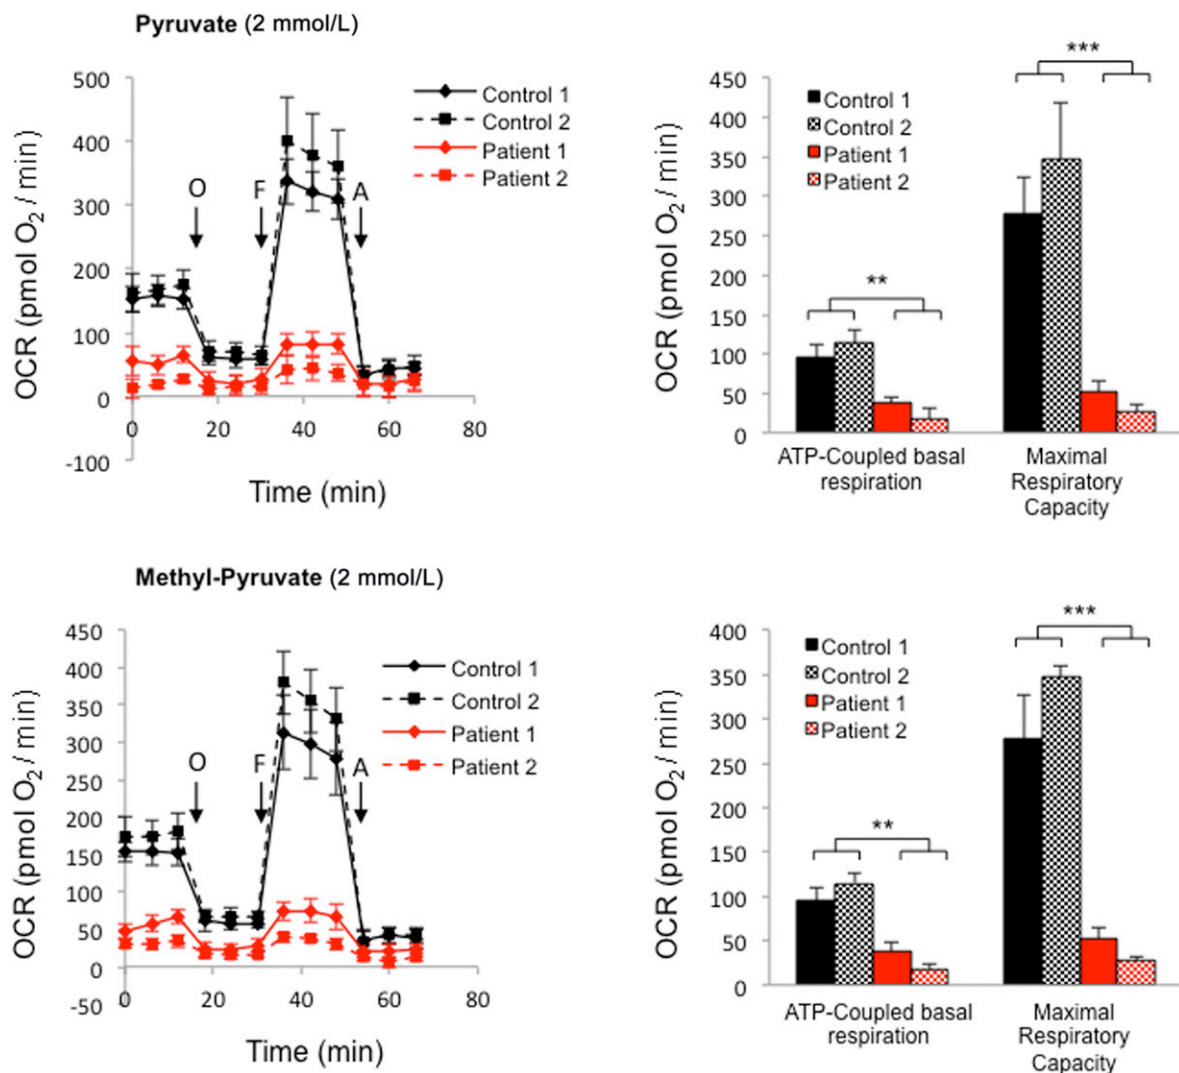 Pyruvate (2 mmol/L)
OCR (pmol O2 / min)
500
400
300
200
100
0
-100
0
20
40
60
80
Time (min)
O
F
A
Control 1
Control 2
Patient 1
Patient 2
OCR (pmol O2 / min)
450
400
350
300
250
200
150
100
50
0
Control 1
Control 2
Patient 1
Patient 2
**
***
ATP-Coupled basal
respiration
Maximal
Respiratory
Capacity
Methyl-Pyruvate (2 mmol/L)
OCR (pmol O2 / min)
450
400
350
300
250
200
150
100
50
0
-50
0
20
40
60
80
Time (min)
O
F
A
Control 1
Control 2
Patient 1
Patient 2
OCR (pmol O2 / min)
400
350
300
250
200
150
100
50
0
Control 1
Control 2
Patient 1
Patient 2
**
***
ATP-Coupled basal
respiration
Maximal
Respiratory
Capacity